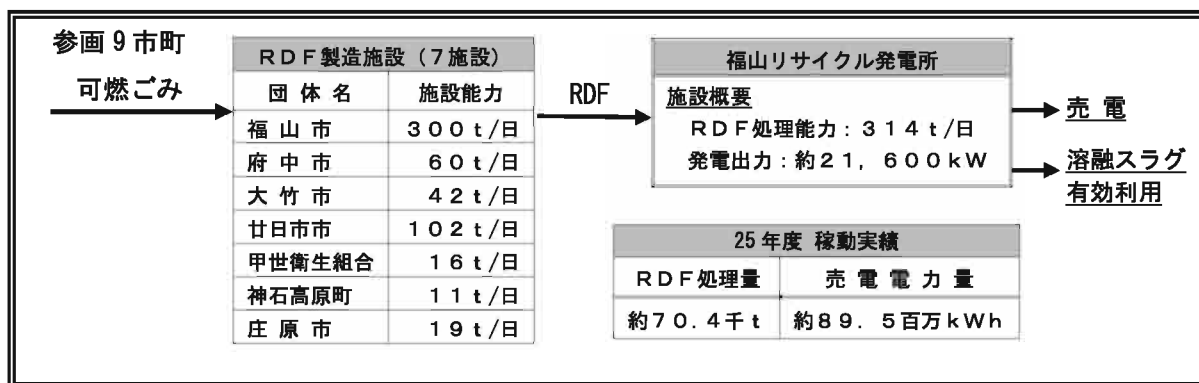 参画９市町
可燃ごみ
ＲＤＦ製造施設（７施設）
団 体 名 施設能力
福 山 市 ３００ｔ/日
府 中 市 ６０ｔ/日
大 竹 市 ４２ｔ/日
廿日市市 １０２ｔ/日
甲世衛生組合 １６ｔ/日
神石高原町 １１ｔ/日
庄 原 市 １９ｔ/日
RDF
福山リサイクル発電所
施設概要
ＲＤＦ処理能力：３１４ｔ/日
発電出力：約２１，６００ｋＷ
売 電
溶融スラグ
有効利用
25 年度 稼動実績
ＲＤＦ処理量 売 電 電 力 量
約７０．４千ｔ 約８９．５百万ｋＷｈ